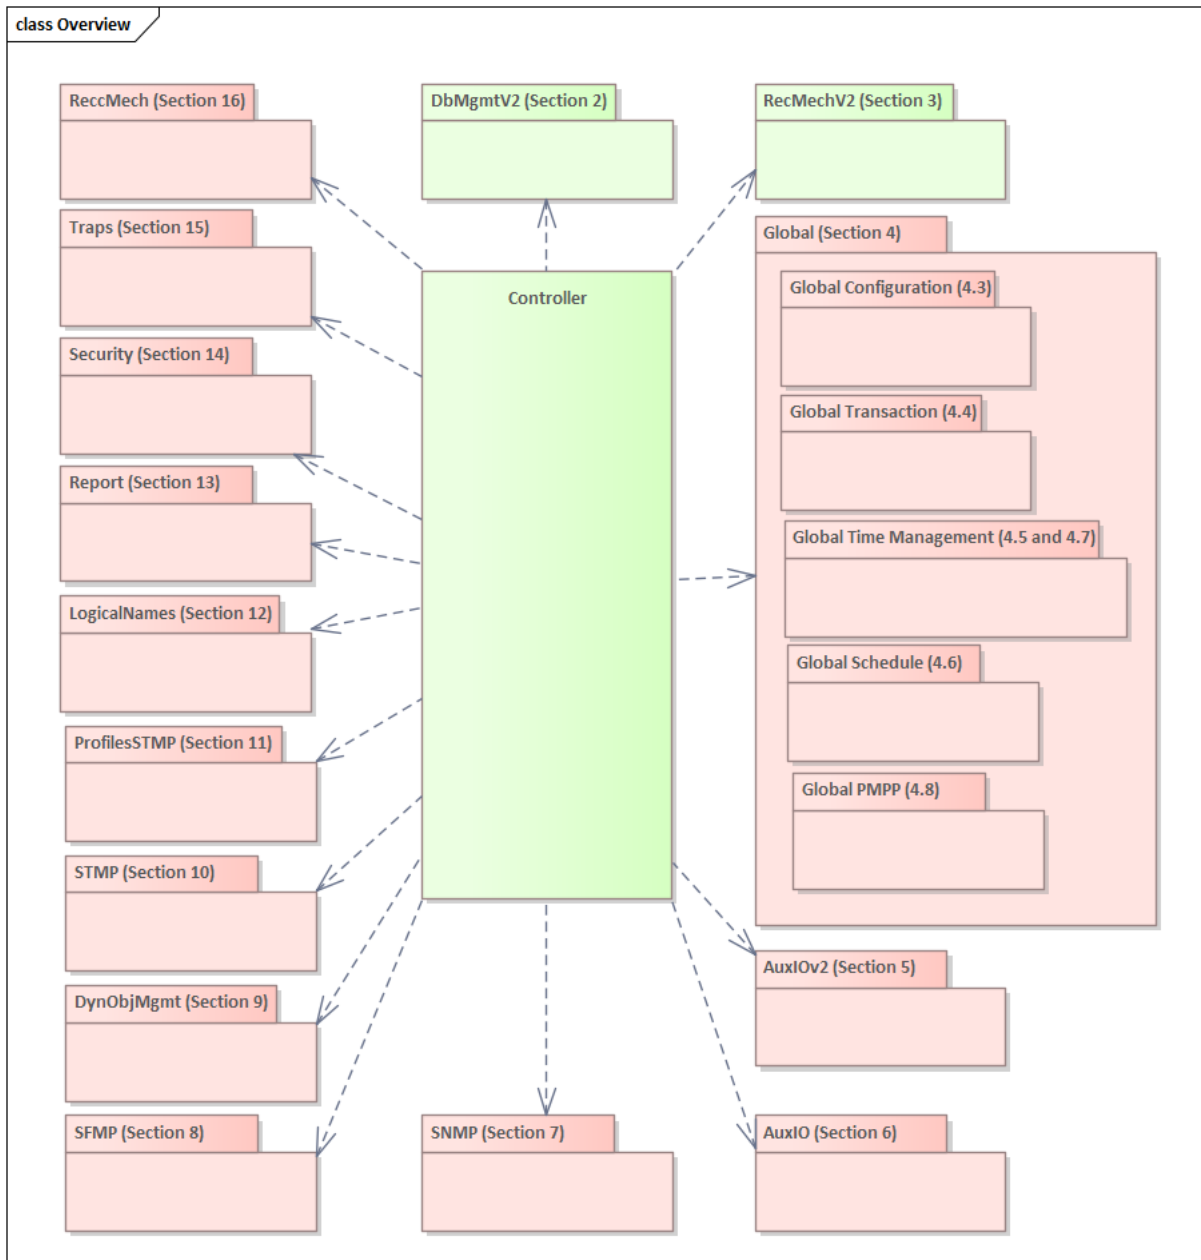 class Overview
ReccMech (Section 16)
DbMgmtV2 (Section 2)
RecMechV2 (Section 3)
Traps (Section 15)
Global (Section 4)
Global Configuration (4.3)
Controller
Security (Section 14)
Global Transaction (4.4)
Report (Section 13)
Global Time Management (4.5 and 4.7)
LogicalNames (Section 12)
Global Schedule (4.6)
ProfilesSTMP (Section 11)
Global PMPP (4.8)
STMP (Section 10)
AuxIOv2 (Section 5)
DynObjMgmt (Section 9)
SFMP (Section 8)
SNMP (Section 7)
AuxIO (Section 6)